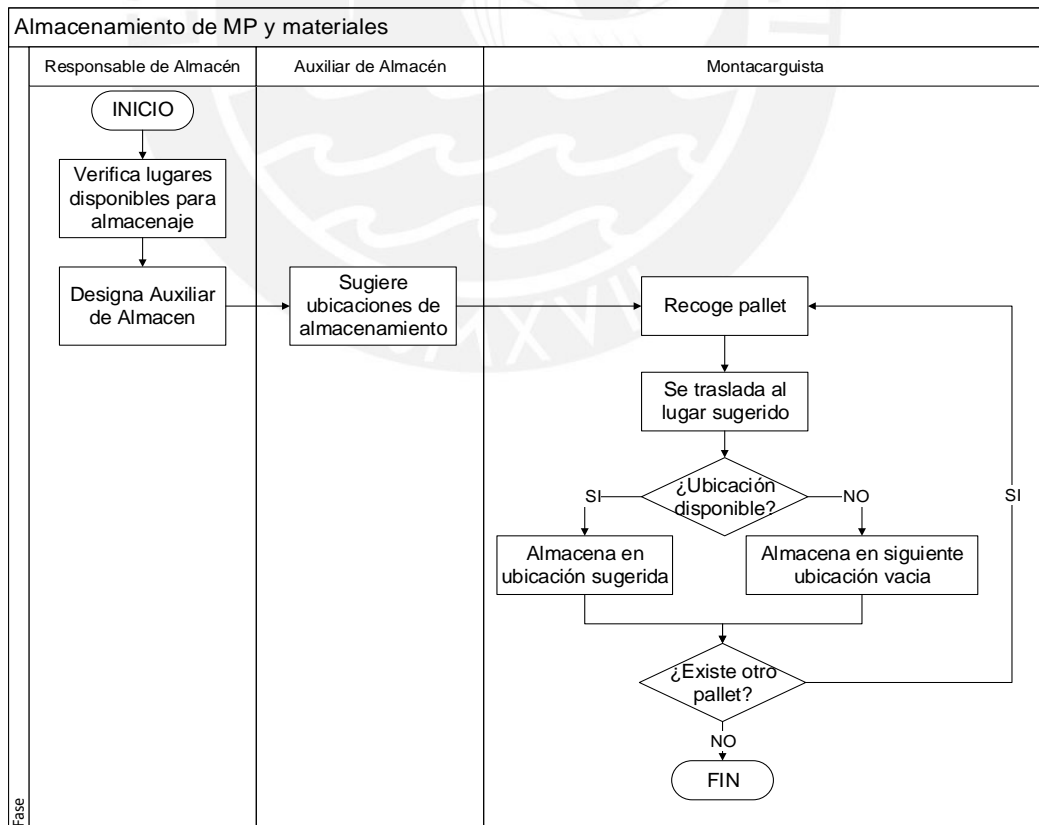 Almacenamiento de MP y materiales
Responsable de Almacén
Auxiliar de Almacén
Montacarguista
INICIO
Verifica lugares
disponibles para
almacenaje
Designa Auxiliar
de Almacen
Sugiere
ubicaciones de
almacenamiento
Recoge pallet
Se traslada al
lugar sugerido
¿Ubicación
disponible?
SI
NO
SI
Almacena en
ubicación sugerida
Almacena en siguiente
ubicación vacia
¿Existe otro
pallet?
NO
FIN
Fase